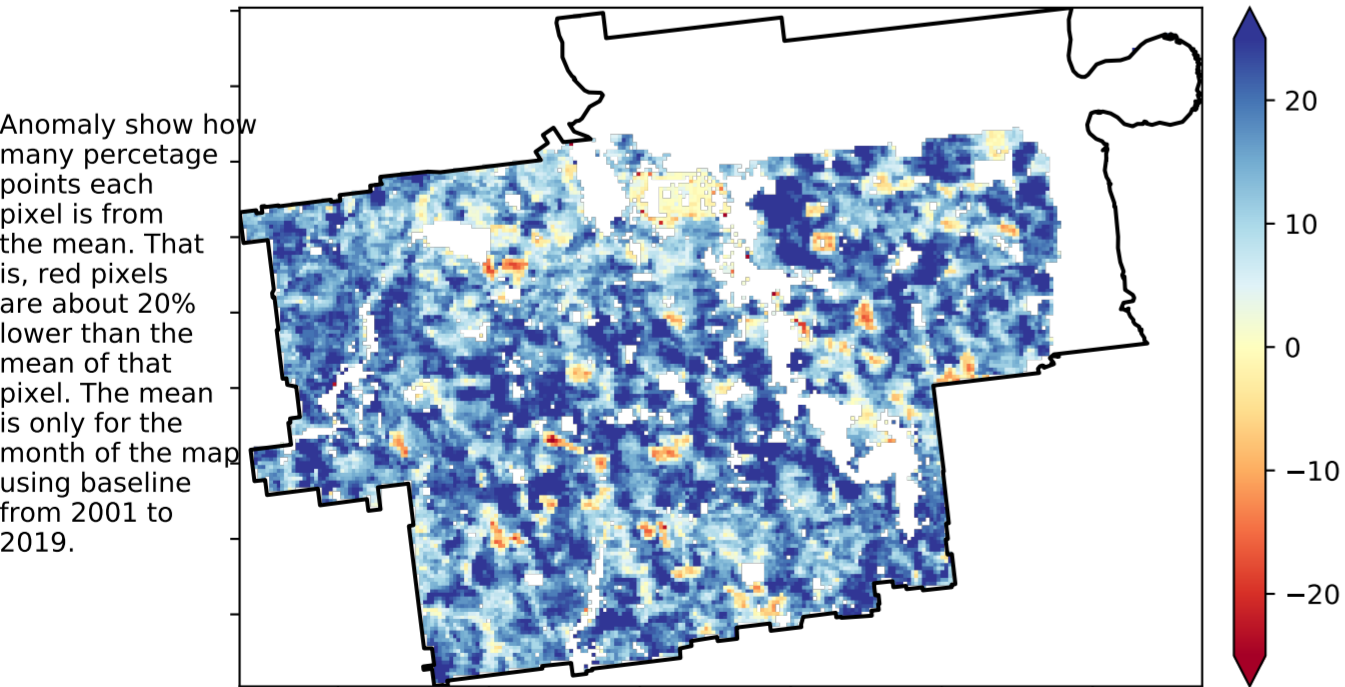 Anomaly show how
many percetage
points each
pixel is from
the mean. That
is, red pixels
are about 20%
lower than the
mean of that
pixel. The mean
is only for the
month of the map
using baseline
from 2001 to
2019.
20
10
0
−10
−20